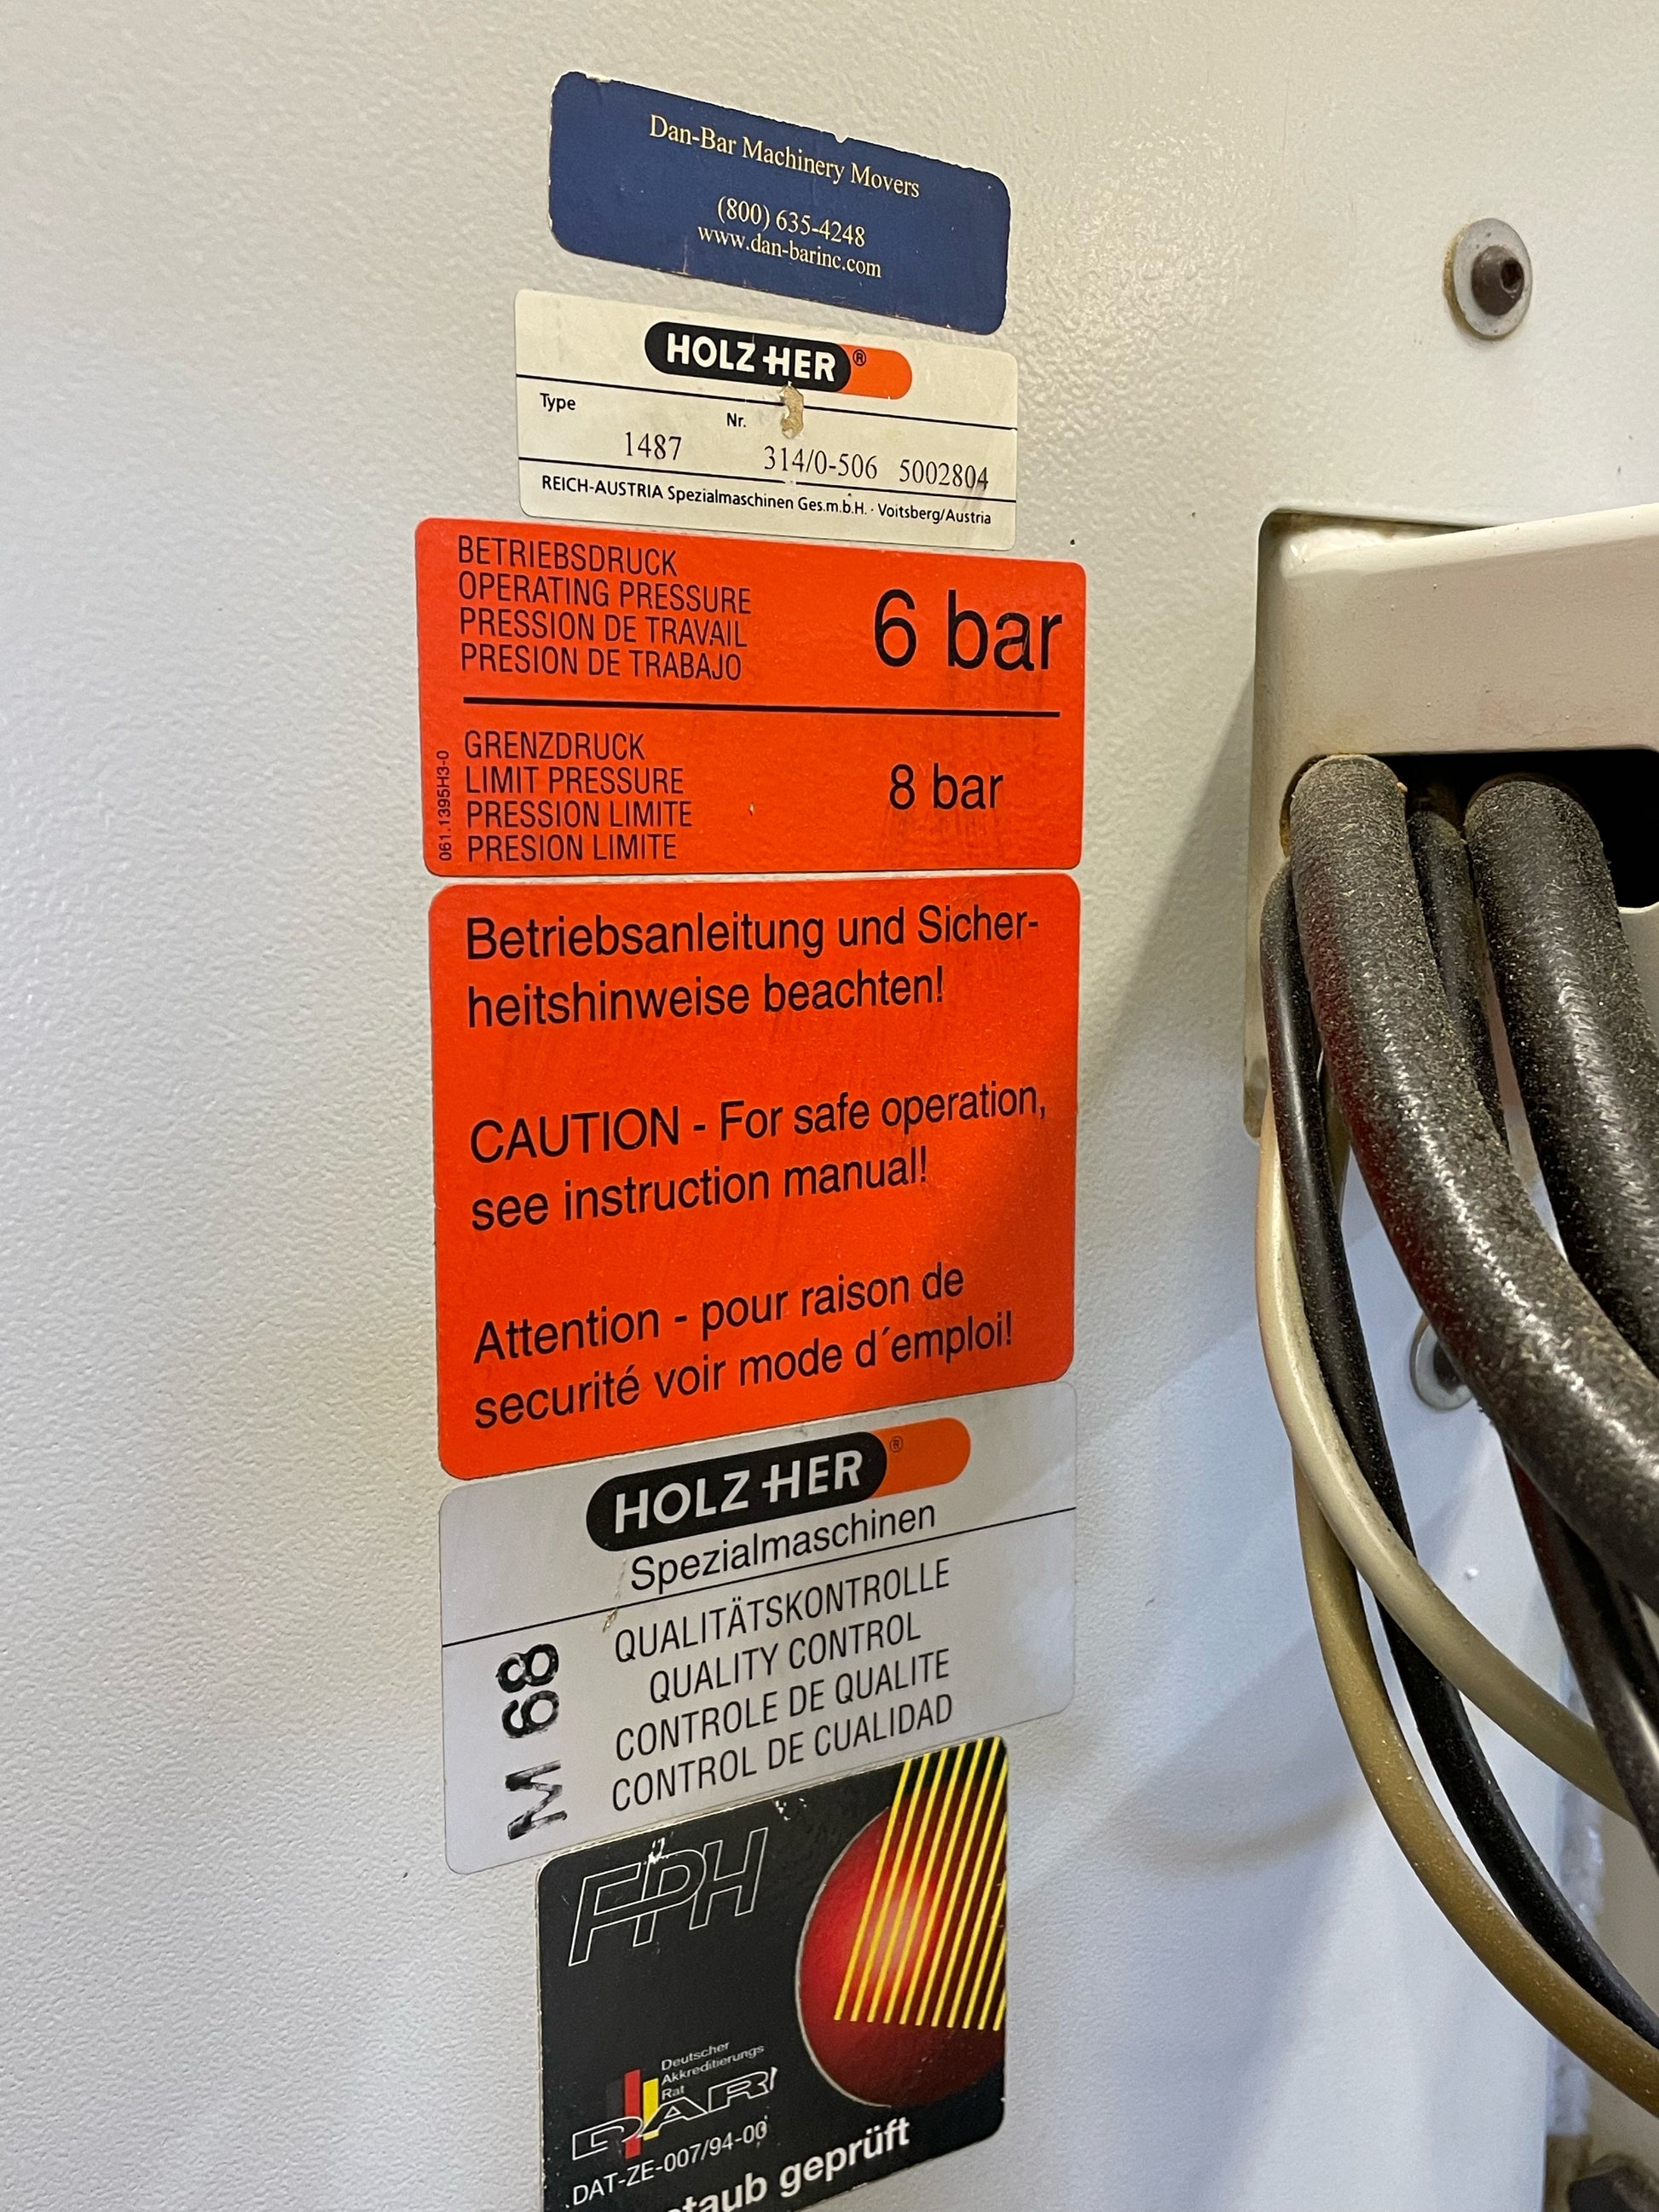 Dan-Bar Machinery Movers
(800) 635-4248
www.dan-barinc.com
HOLZ-HER®
Type Nr.
1487 314/0-506 5002804
REICH-AUSTRIA Spezialmaschinen Ges.m.b.H. · Voitsberg/Austria
BETRIEBSDRUCK
OPERATING PRESSURE
PRESSION DE TRAVAIL
PRESION DE TRABAJO
6 bar
GRENZDRUCK
LIMIT PRESSURE
PRESSION LIMITE
PRESION LIMITE
8 bar
061.1395H3-0
Betriebsanleitung und Sicher-
heitshinweise beachten!
CAUTION - For safe operation,
see instruction manual!
Attention - pour raison de
securité voir mode d´emploi!
HOLZ-HER®
Spezialmaschinen
QUALITÄTSKONTROLLE
QUALITY CONTROL
CONTROLE DE QUALITE
CONTROL DE CUALIDAD
M 68
FPH
Deutscher
Akkreditierungs
Rat
DAR
DAT-ZE-007/94-00
taub geprüft